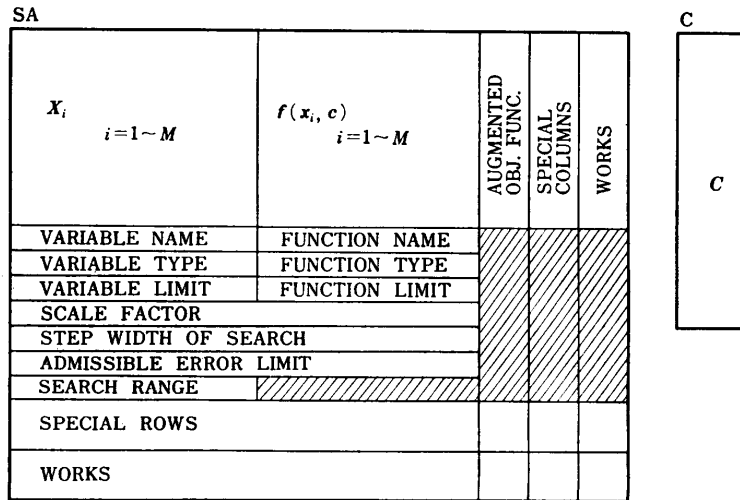 SA
C
X_i
i=1~M
f(x_i, c)
i=1~M
AUGMENTED
OBJ. FUNC.
SPECIAL
COLUMNS
WORKS
C
VARIABLE NAME FUNCTION NAME
VARIABLE TYPE FUNCTION TYPE
VARIABLE LIMIT FUNCTION LIMIT
SCALE FACTOR
STEP WIDTH OF SEARCH
ADMISSIBLE ERROR LIMIT
SEARCH RANGE
SPECIAL ROWS
WORKS